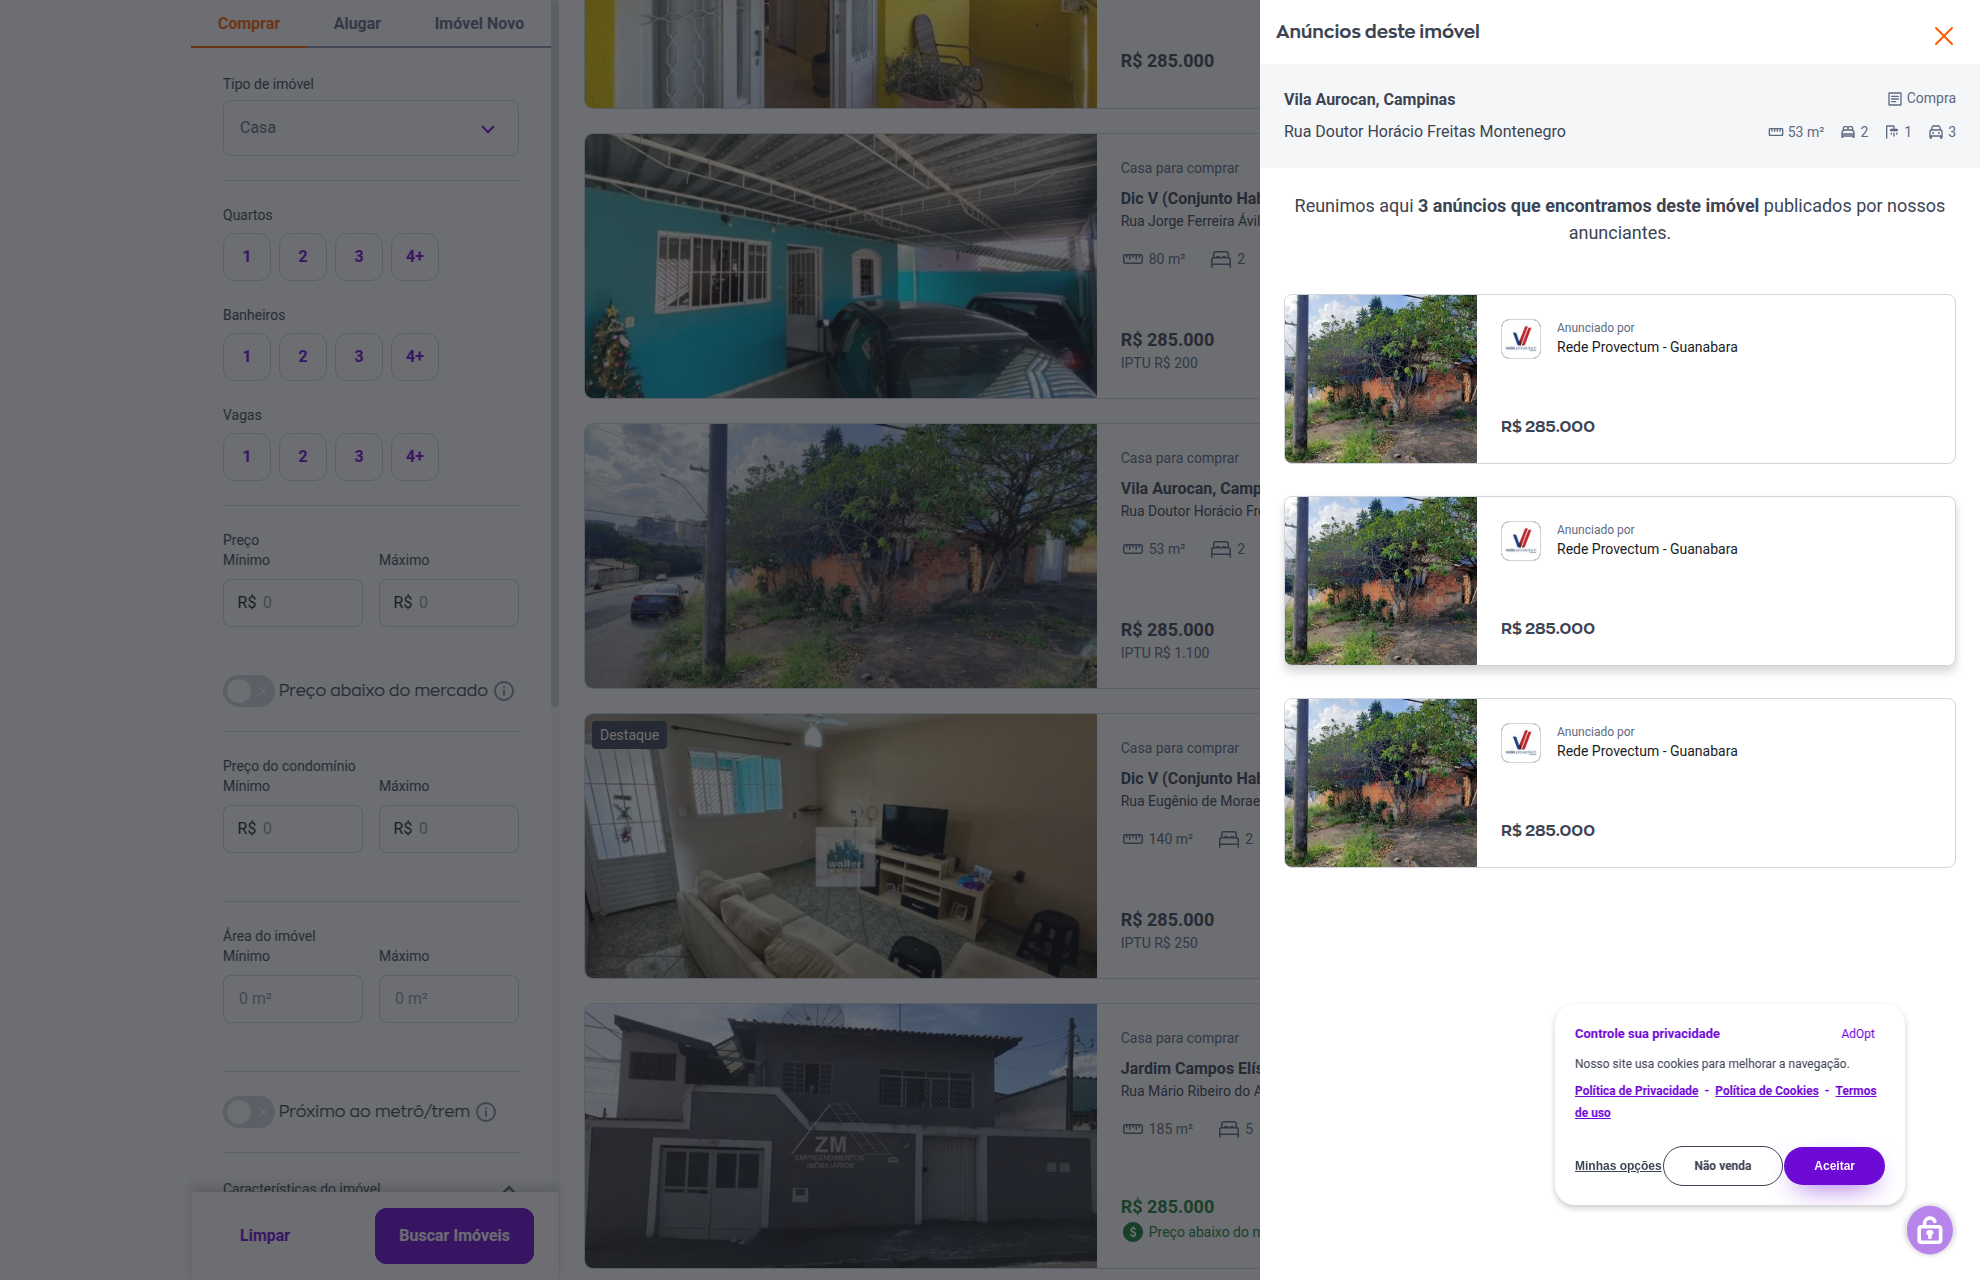 Comprar
Alugar
Imóvel Novo
Tipo de imóvel
Casa
Quartos
1
2
3
4+
Banheiros
1
2
3
4+
Vagas
1
2
3
4+
Preço
Mínimo
Máximo
R$ 0
R$ 0
Preço abaixo do mercado
Preço do condomínio
Mínimo
Máximo
R$ 0
R$ 0
Área do imóvel
Mínimo
Máximo
0 m²
0 m²
Próximo ao metrô/trem
Características do imóvel
Limpar
Buscar Imóveis
R$ 285.000
Casa para comprar
Dic V (Conjunto Hab
Rua Jorge Ferreira Ávil
80 m²
2
R$ 285.000
IPTU R$ 200
Casa para comprar
Vila Aurocan, Camp
Rua Doutor Horácio Fr
53 m²
2
R$ 285.000
IPTU R$ 1.100
Destaque
walter
Casa para comprar
Dic V (Conjunto Hab
Rua Eugênio de Morae
140 m²
2
R$ 285.000
IPTU R$ 250
ZM
EMPREENDIMENTOS
IMOBILIÁRIOS
Casa para comprar
Jardim Campos Elís
Rua Mário Ribeiro do A
185 m²
5
R$ 285.000
Preço abaixo do m
Anúncios deste imóvel
Vila Aurocan, Campinas
Compra
Rua Doutor Horácio Freitas Montenegro
53 m²
2
1
3
Reunimos aqui 3 anúncios que encontramos deste imóvel publicados por nossos
anunciantes.
Anunciado por
Rede Provectum - Guanabara
R$ 285.000
Anunciado por
Rede Provectum - Guanabara
R$ 285.000
Anunciado por
Rede Provectum - Guanabara
R$ 285.000
Controle sua privacidade
AdOpt
Nosso site usa cookies para melhorar a navegação.
Política de Privacidade - Política de Cookies - Termos
de uso
Minhas opções
Não venda
Aceitar